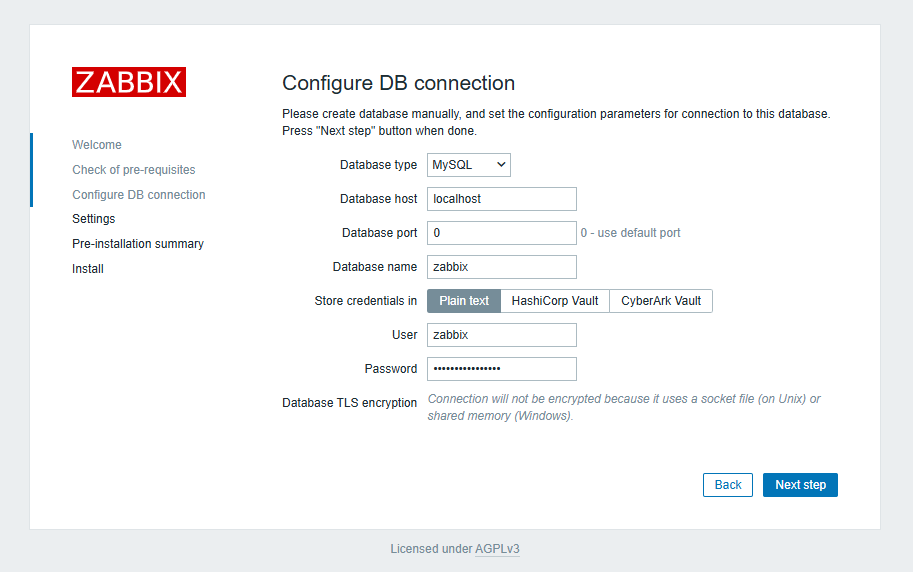 ZABBIX
Welcome
Check of pre-requisites
Configure DB connection
Settings
Pre-installation summary
Install
Configure DB connection
Please create database manually, and set the configuration parameters for connection to this database.
Press "Next step" button when done.
Database type MySQL
Database host localhost
Database port 0 0 - use default port
Database name zabbix
Store credentials in Plain text HashiCorp Vault CyberArk Vault
User zabbix
Password ••••••••••••••••
Database TLS encryption Connection will not be encrypted because it uses a socket file (on Unix) or
shared memory (Windows).
Back Next step
Licensed under AGPLv3